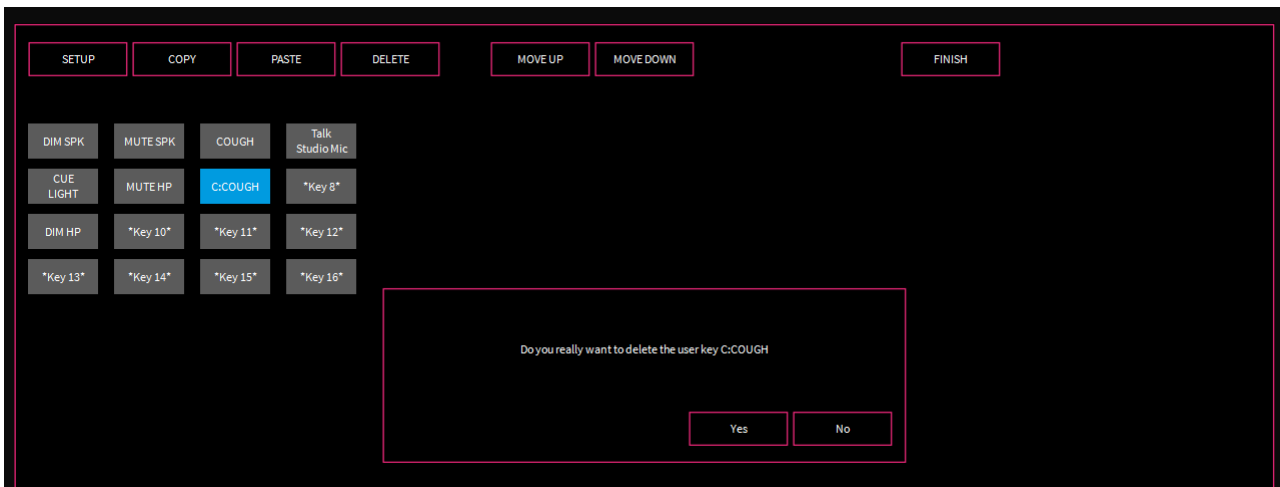 SETUP COPY PASTE DELETE MOVE UP MOVE DOWN FINISH
DIM SPK MUTE SPK COUGH Talk Studio Mic
CUE LIGHT MUTE HP C:COUGH *Key 8*
DIM HP *Key 10* *Key 11* *Key 12*
*Key 13* *Key 14* *Key 15* *Key 16*
Do you really want to delete the user key C:COUGH
Yes No